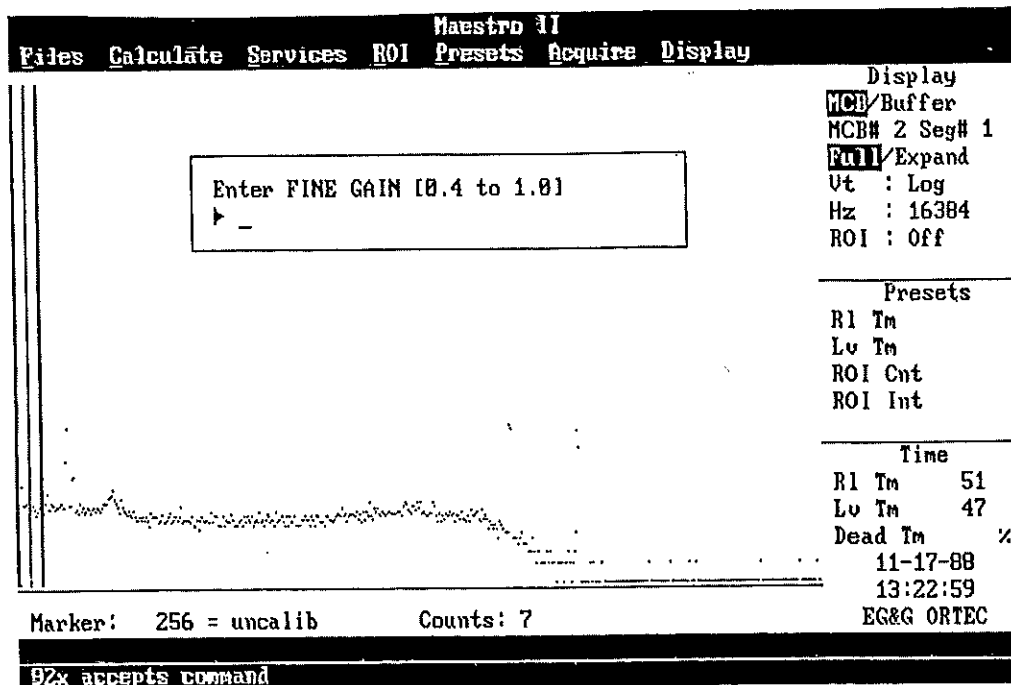 Maestro II
Files Calculate Services ROI Presets Acquire Display
Display
MCB/Buffer
MCB# 2 Seg# 1
Full/Expand
Vt : Log
Hz : 16384
ROI : Off
Enter FINE GAIN [0.4 to 1.0]
Presets
Rl Tm
Lv Tm
ROI Cnt
ROI Int
Time
Rl Tm 51
Lv Tm 47
Dead Tm %
11-17-88
13:22:59
EG&G ORTEC
Marker: 256 = uncalib Counts: 7
92x accepts command